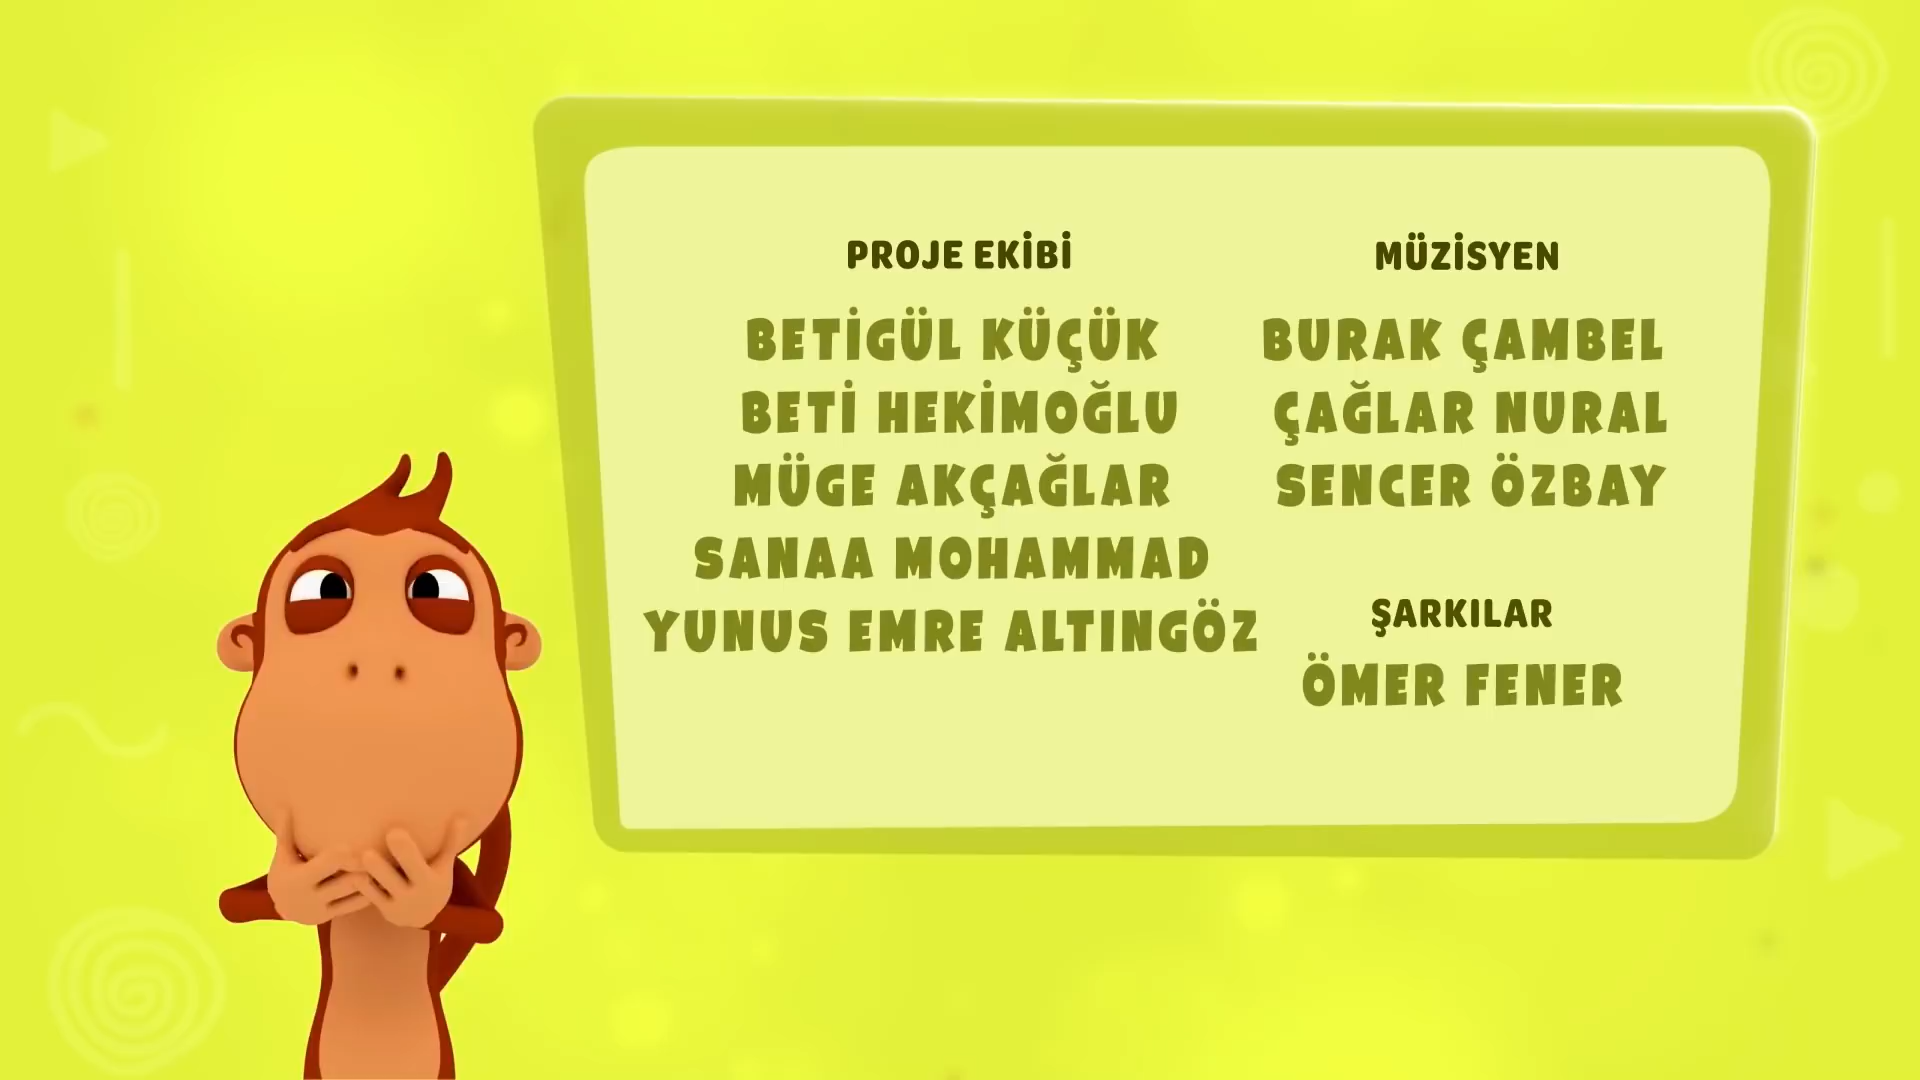 PROJE EKİBİ
BETİGÜL KÜÇÜK
BETİ HEKİMOĞLU
MÜGE AKÇAĞLAR
SANAA MOHAMMAD
YUNUS EMRE ALTINGÖZ
MÜZİSYEN
BURAK ÇAMBEL
ÇAĞLAR NURAL
SENCER ÖZBAY
ŞARKILAR
ÖMER FENER